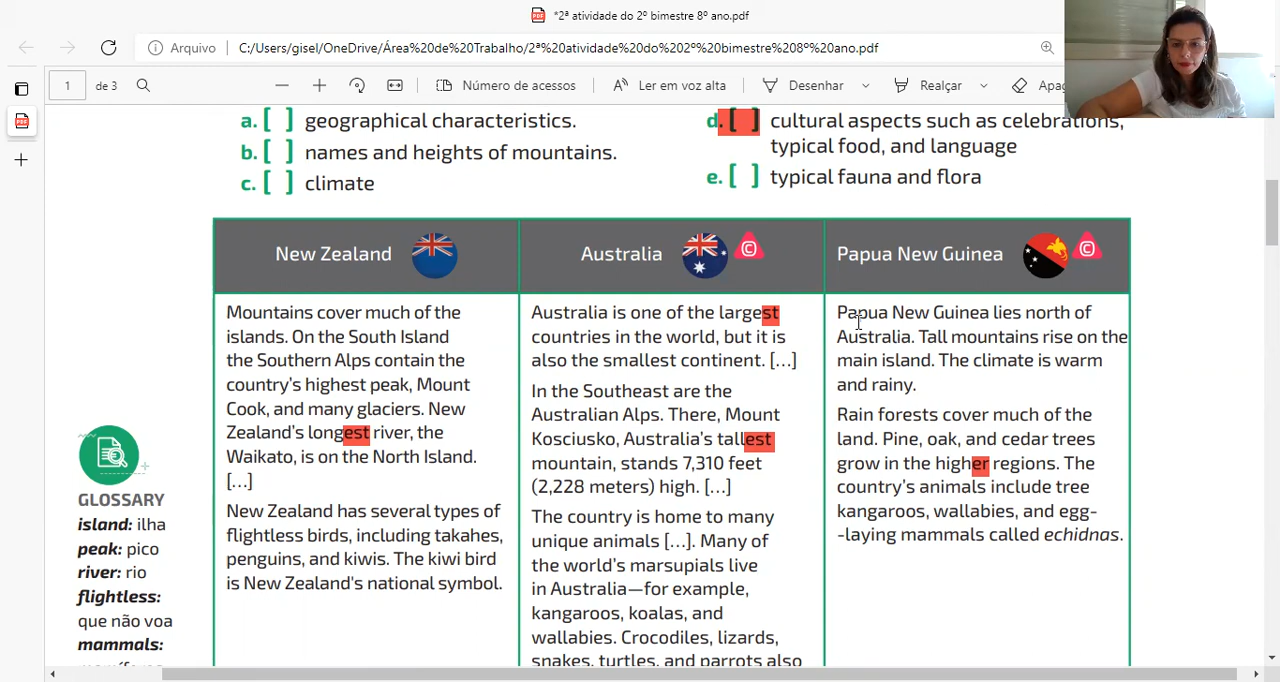 *2ª atividade do 2º bimestre 8º ano.pdf
Arquivo
C:/Users/gisel/OneDrive/Área%20de%20Trabalho/2ª%20atividade%20do%202º%20bimestre%208º%20ano.pdf
1
de 3
Número de acessos
Ler em voz alta
Desenhar
Realçar
Apag
a. [ ] geographical characteristics.
b. [ ] names and heights of mountains.
c. [ ] climate
d. [ ] cultural aspects such as celebrations,
typical food, and language
e. [ ] typical fauna and flora
New Zealand
Mountains cover much of the
islands. On the South Island
the Southern Alps contain the
country's highest peak, Mount
Cook, and many glaciers. New
Zealand's longest river, the
Waikato, is on the North Island.
[...]
New Zealand has several types of
flightless birds, including takahes,
penguins, and kiwis. The kiwi bird
is New Zealand's national symbol.
Australia
©
Australia is one of the largest
countries in the world, but it is
also the smallest continent. [...]
In the Southeast are the
Australian Alps. There, Mount
Kosciusko, Australia's tallest
mountain, stands 7,310 feet
(2,228 meters) high. [...]
The country is home to many
unique animals [...]. Many of
the world's marsupials live
in Australia—for example,
kangaroos, koalas, and
wallabies. Crocodiles, lizards,
snakes, turtles, and parrots also
Papua New Guinea
©
Papua New Guinea lies north of
Australia. Tall mountains rise on the
main island. The climate is warm
and rainy.
Rain forests cover much of the
land. Pine, oak, and cedar trees
grow in the higher regions. The
country's animals include tree
kangaroos, wallabies, and egg-
-laying mammals called echidnas.
GLOSSARY
island: ilha
peak: pico
river: rio
flightless:
que não voa
mammals: